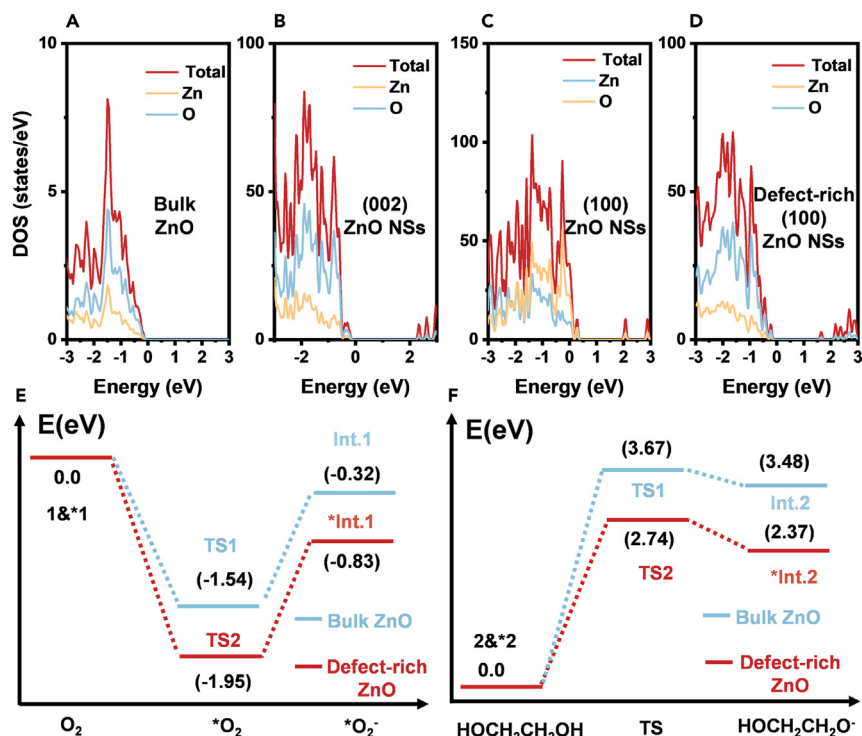 A
10
5
0
DOS (states/eV)
Total
Zn
O
Bulk
ZnO
-3 -2 -1 0 1 2 3
Energy (eV)
B
100
50
0
Total
Zn
O
(002)
ZnO NSs
-2 0 2
Energy (eV)
C
150
100
50
0
Total
Zn
O
(100)
ZnO NSs
-3 -2 -1 0 1 2 3
Energy (eV)
D
100
50
0
Total
Zn
O
Defect-rich
(100)
ZnO NSs
-3 -2 -1 0 1 2 3
Energy (eV)
E
E(eV)
0.0
1&*1
TS1
(-1.54)
TS2
(-1.95)
Int.1
(-0.32)
*Int.1
(-0.83)
Bulk ZnO
Defect-rich
ZnO
O₂
*O₂
*O₂⁻
F
E(eV)
2&*2
0.0
(3.67)
TS1
(2.74)
TS2
(3.48)
Int.2
(2.37)
*Int.2
Bulk ZnO
Defect-rich
ZnO
HOCH₂CH₂OH
TS
HOCH₂CH₂O⁻